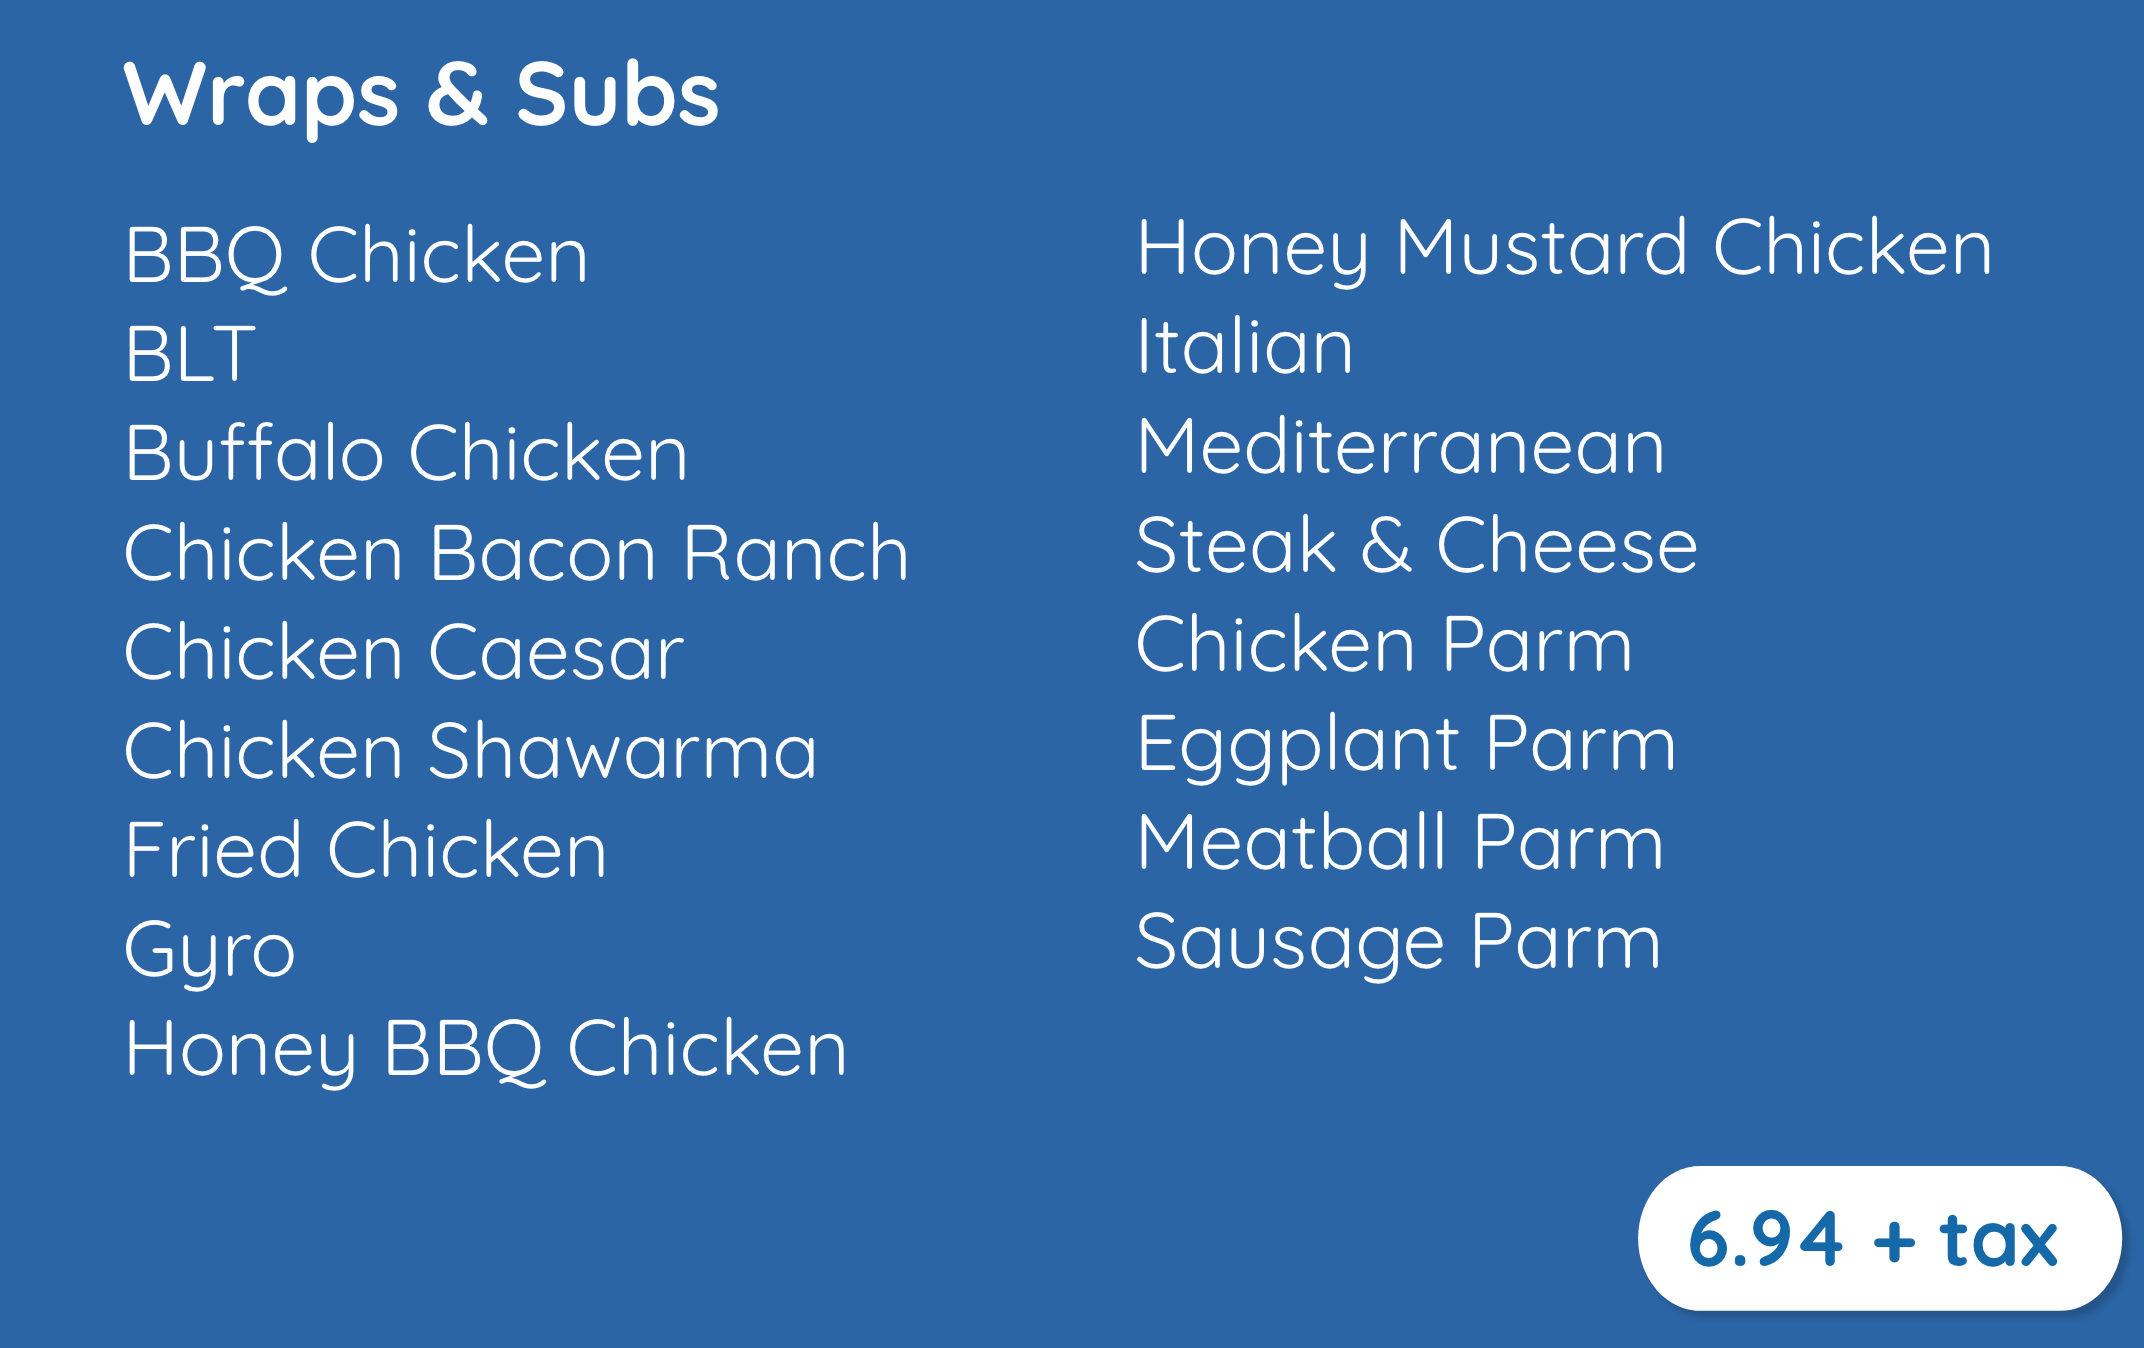 Wraps & Subs
BBQ Chicken
BLT
Buffalo Chicken
Chicken Bacon Ranch
Chicken Caesar
Chicken Shawarma
Fried Chicken
Gyro
Honey BBQ Chicken
Honey Mustard Chicken
Italian
Mediterranean
Steak & Cheese
Chicken Parm
Eggplant Parm
Meatball Parm
Sausage Parm
6.94 + tax